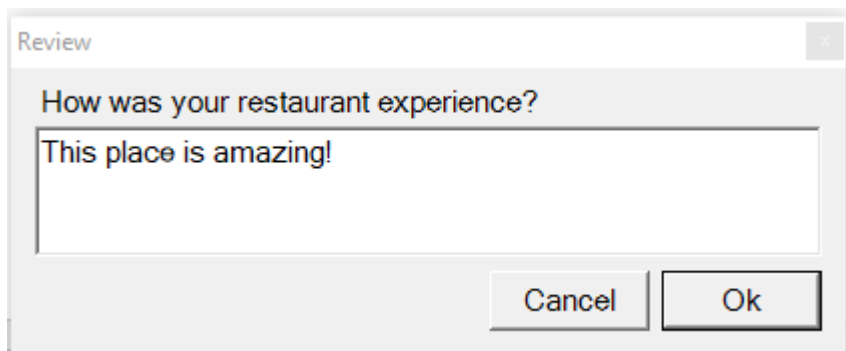 Review
x
How was your restaurant experience?
This place is amazing!
Cancel Ok